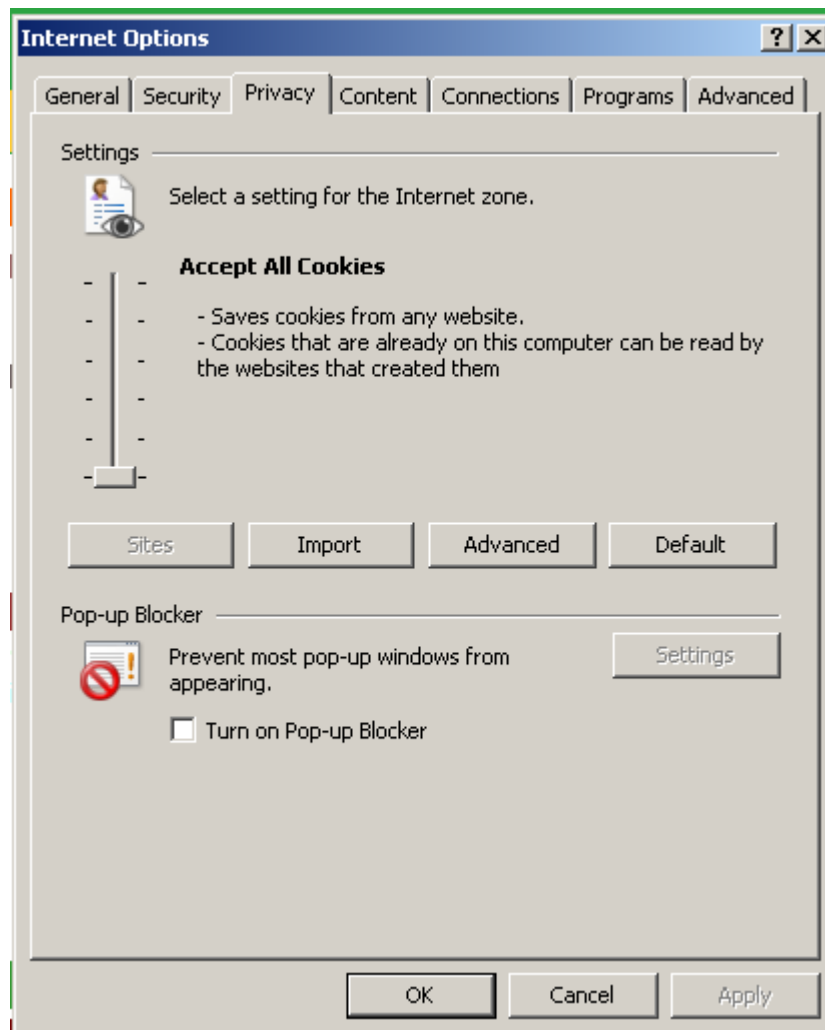 Internet Options
General Security Privacy Content Connections Programs Advanced
Settings
Select a setting for the Internet zone.
Accept All Cookies
- Saves cookies from any website.
- Cookies that are already on this computer can be read by
the websites that created them
Sites Import Advanced Default
Pop-up Blocker
Prevent most pop-up windows from
appearing.
Settings
Turn on Pop-up Blocker
OK Cancel Apply